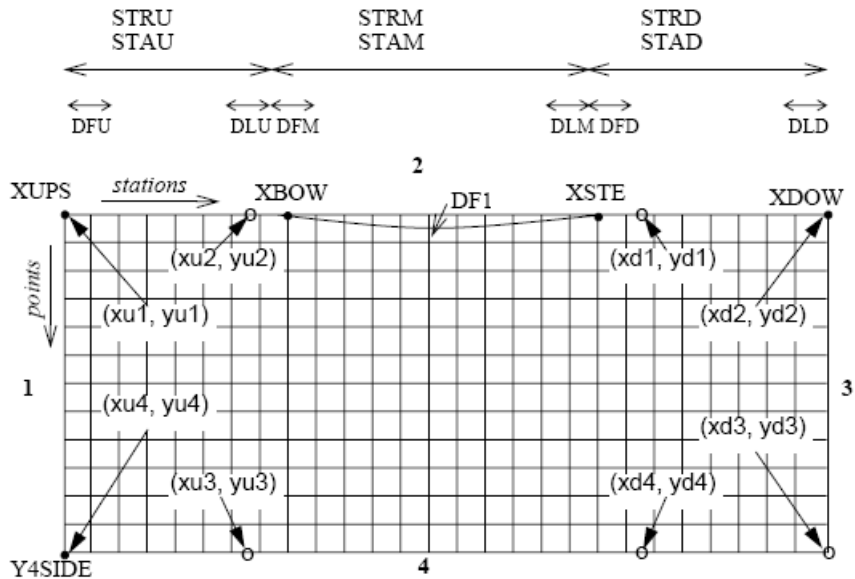 STRU STRM STRD
STAU STAM STAD
DFU DLU DFM DLM DFD DLD
2
XUPS stations XBOW DF1 XSTE XDOW
(xu2, yu2) (xd1, yd1)
points
(xu1, yu1) (xd2, yd2)
1 3
(xu4, yu4) (xd3, yd3)
(xu3, yu3) (xd4, yd4)
Y4SIDE 4